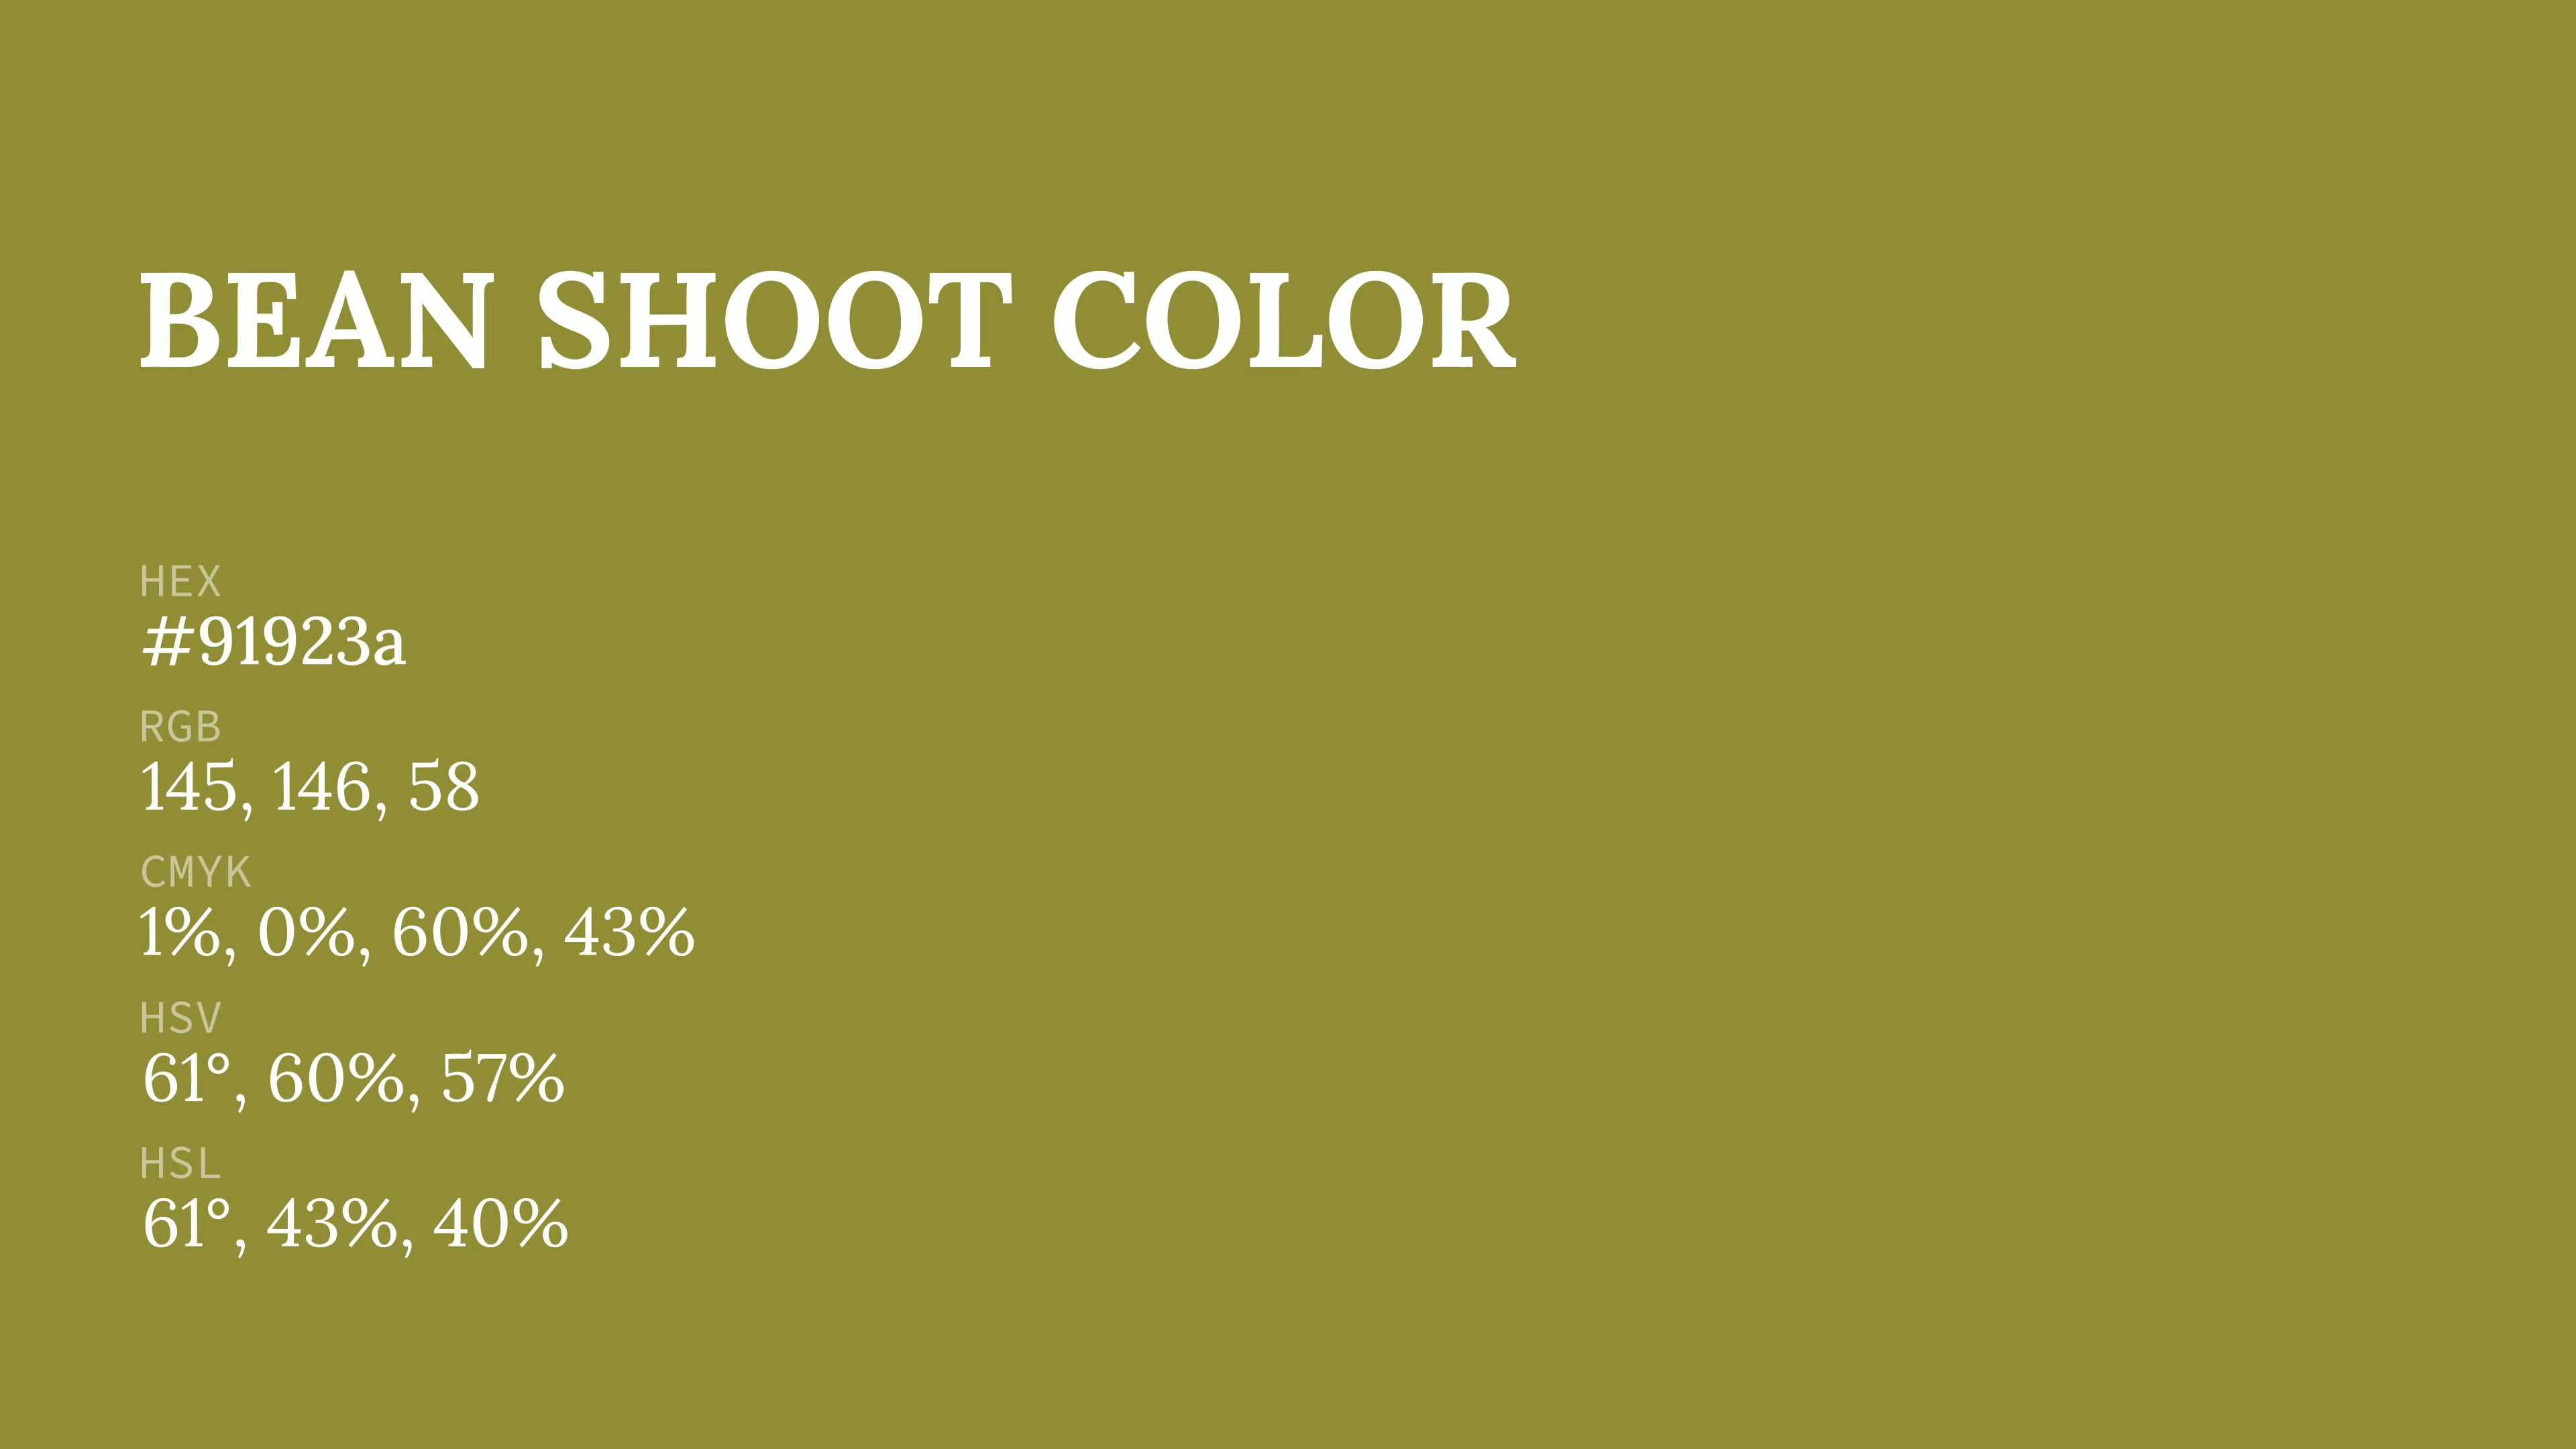 BEAN SHOOT COLOR
HEX
#91923a
RGB
145, 146, 58
CMYK
1%, 0%, 60%, 43%
HSV
61°, 60%, 57%
HSL
61°, 43%, 40%